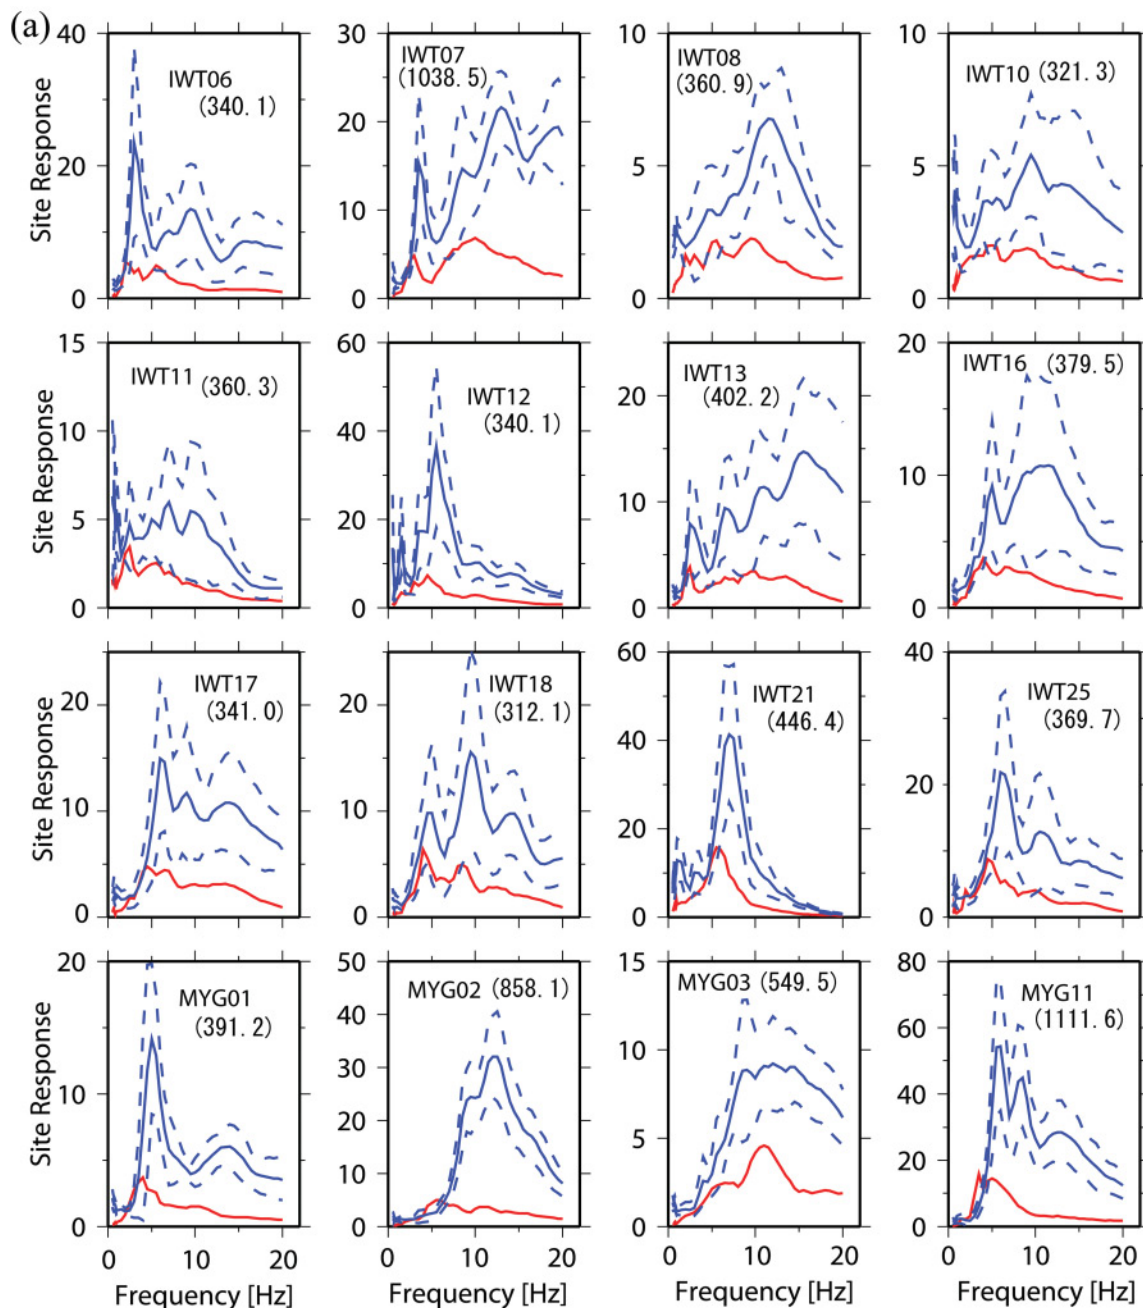 (a)
40
20
0
Site Response
IWT06
(340. 1)
30
25
20
15
10
5
0
IWT07
(1038. 5)
10
5
0
IWT08
(360. 9)
10
5
0
IWT10 (321. 3)
15
10
5
0
Site Response
IWT11 (360. 3)
60
40
20
0
IWT12
(340. 1)
20
10
0
IWT13
(402. 2)
20
10
0
IWT16 (379. 5)
20
10
0
Site Response
IWT17
(341. 0)
20
10
0
IWT18
(312. 1)
60
40
20
0
IWT21
(446. 4)
40
20
0
IWT25
(369. 7)
20
10
0
Site Response
MYG01
(391. 2)
0 10 20
Frequency [Hz]
50
40
30
20
10
0
MYG02 (858. 1)
0 10 20
Frequency [Hz]
15
10
5
0
MYG03 (549. 5)
0 10 20
Frequency [Hz]
80
60
40
20
0
MYG11
(1111. 6)
0 10 20
Frequency [Hz]